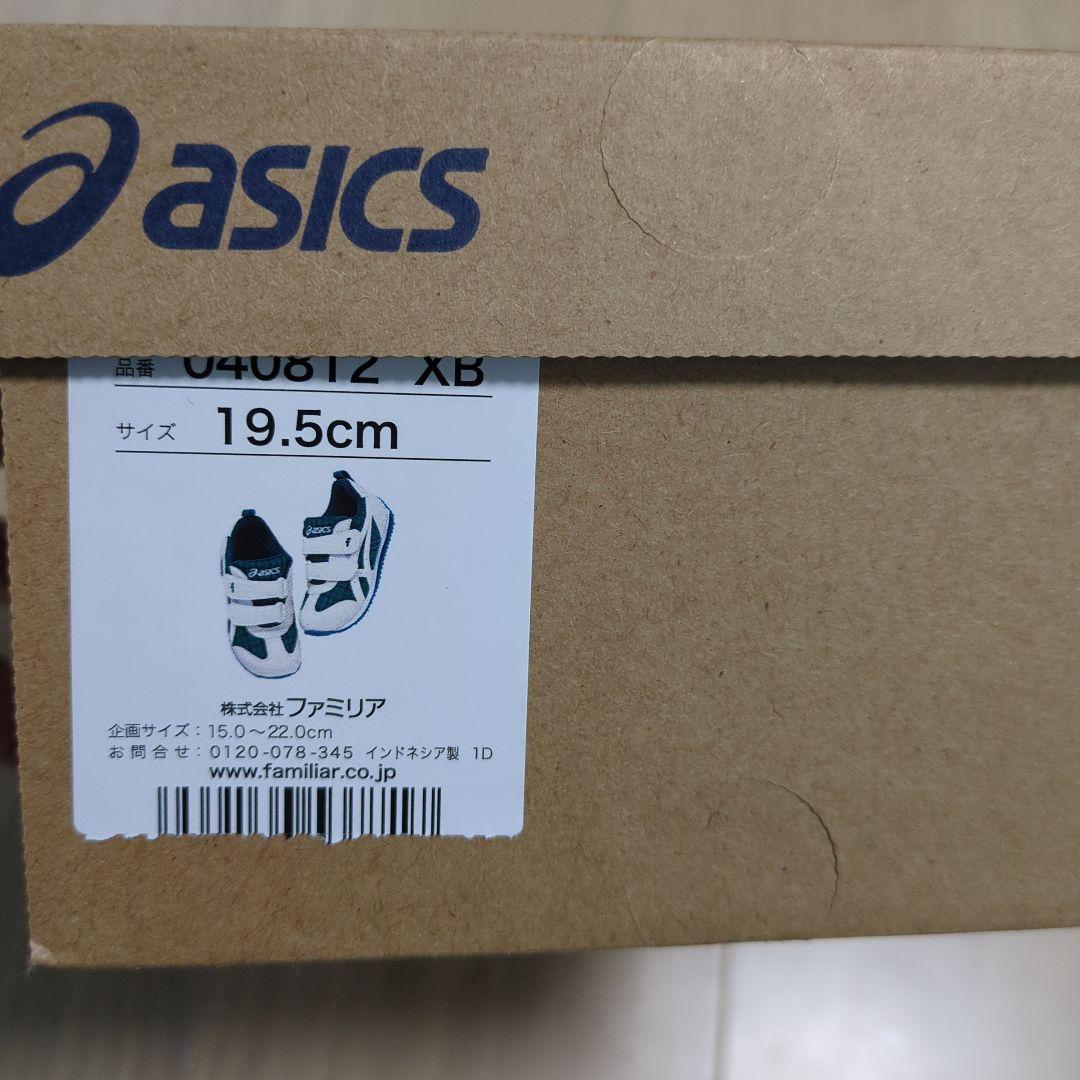 asics
品番 040812 XB
サイズ 19.5cm
asics
asics
株式会社ファミリア
企画サイズ：15.0～22.0cm
お問合せ：0120-078-345 インドネシア製 1D
www.familiar.co.jp